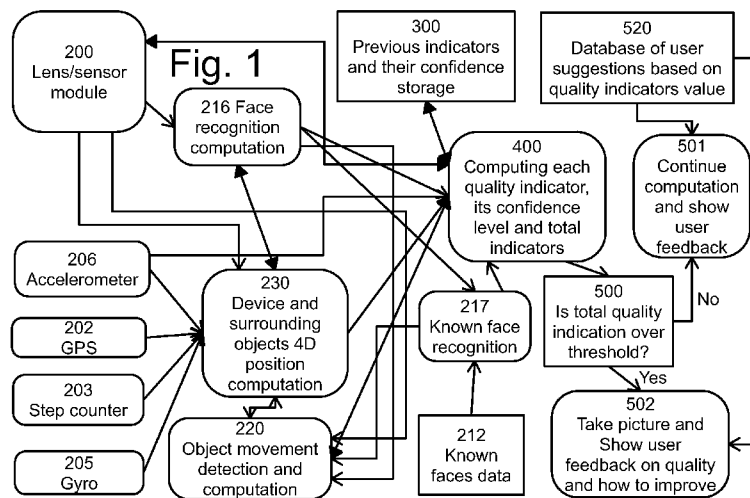 200
Lens/sensor
module
Fig. 1
216 Face
recognition
computation
300
Previous indicators
and their confidence
storage
520
Database of user
suggestions based on
quality indicators value
400
Computing each
quality indicator,
its confidence
level and total
indicators
501
Continue
computation
and show
user
feedback
206
Accelerometer
230
Device and
surrounding
objects 4D
position
computation
217
Known face
recognition
500
Is total quality
indication over
threshold?
No
Yes
202
GPS
203
Step counter
205
Gyro
220
Object movement
detection and
computation
212
Known
faces data
502
Take picture and
Show user
feedback on quality
and how to improve